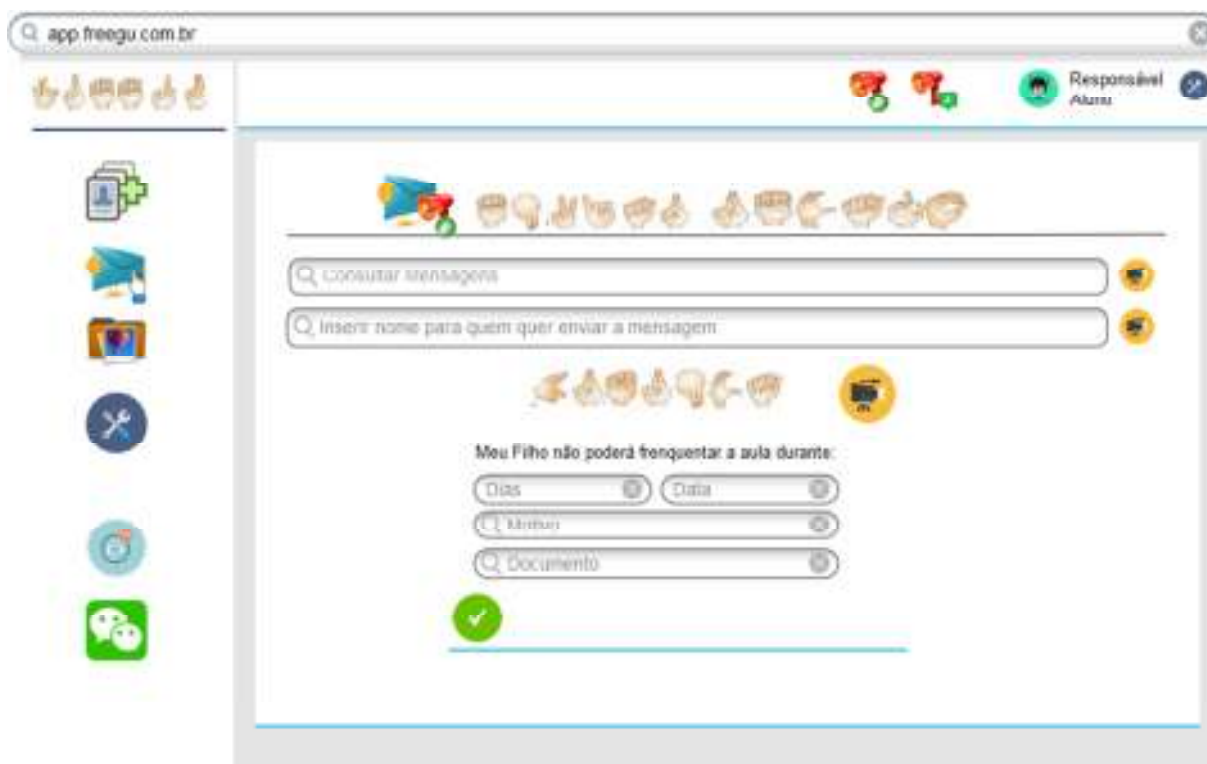 app.freegu.com.br
Responsável
Aluno
Consultar Mensagens
Inserir nome para quem quer enviar a mensagem
Meu Filho não poderá frenquentar a aula durante:
Dias
Data
Motivo
Documento